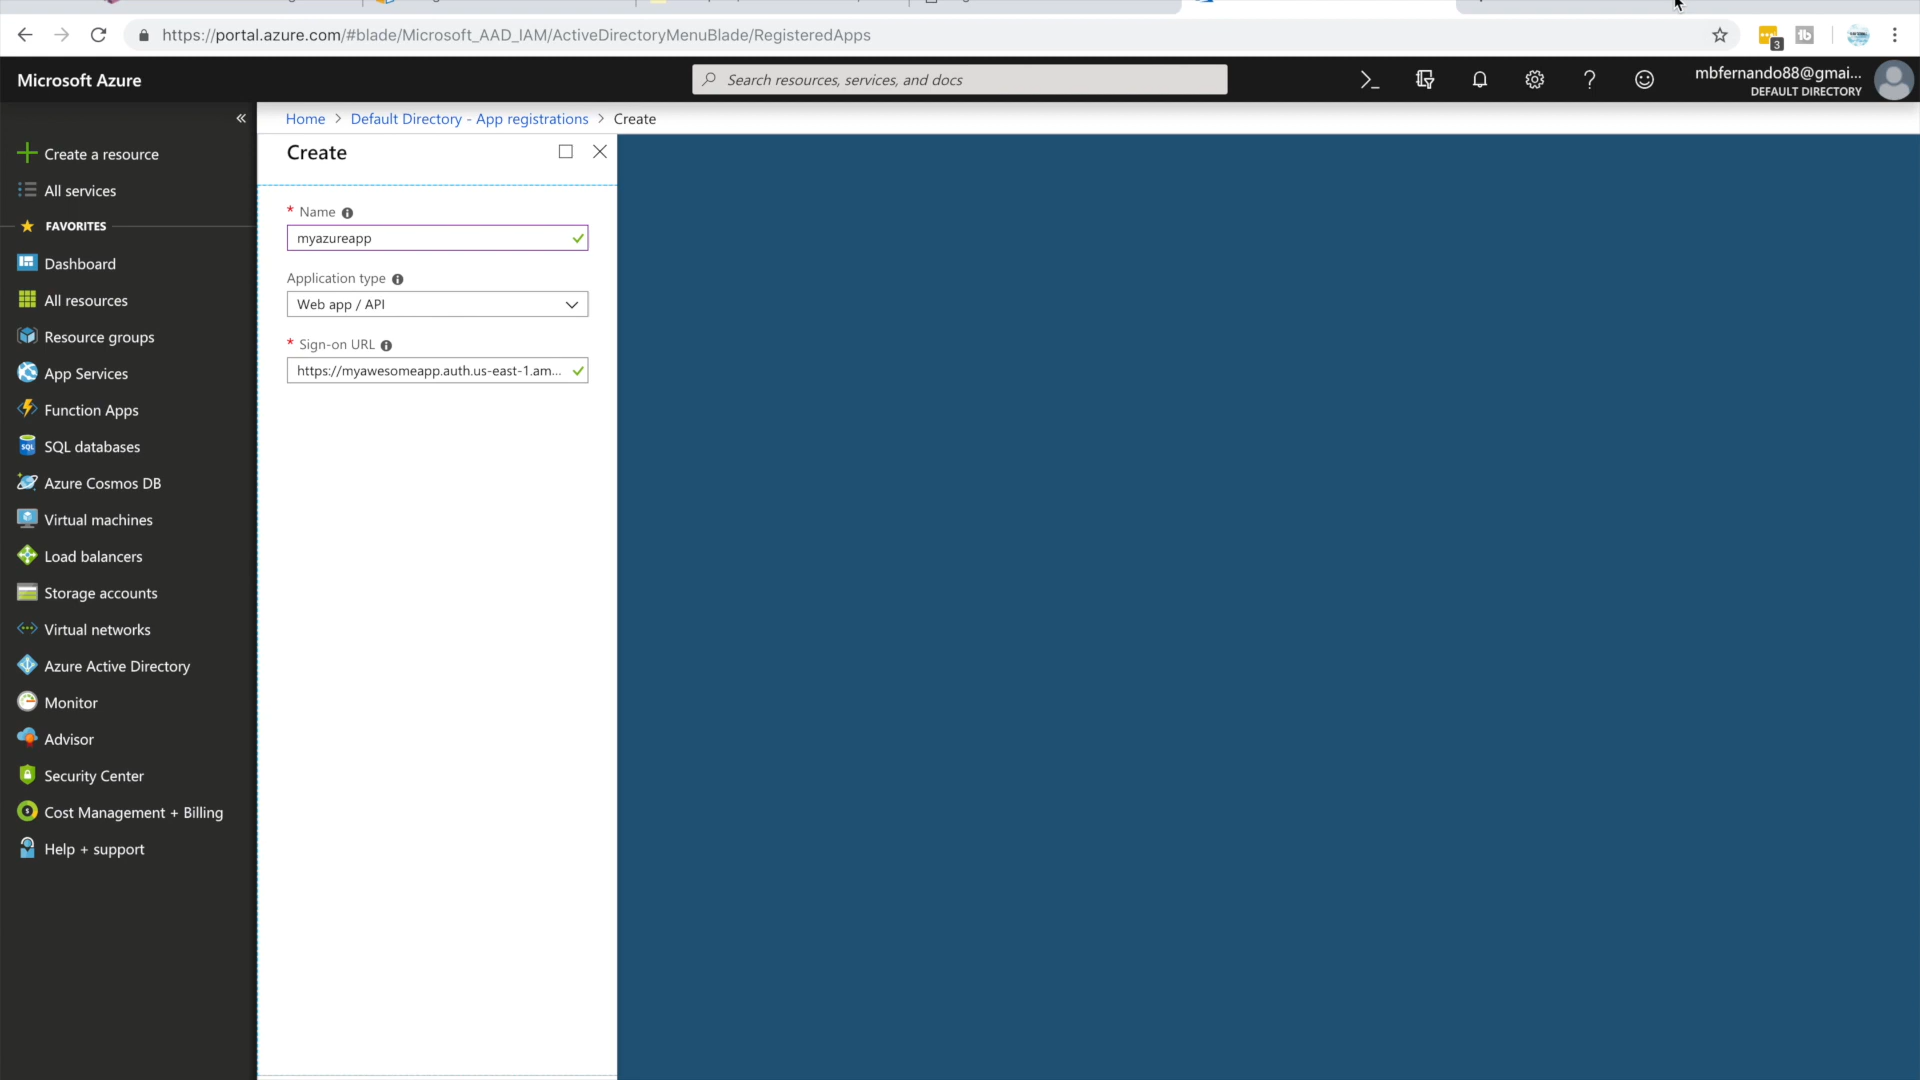 https://portal.azure.com/#blade/Microsoft_AAD_IAM/ActiveDirectoryMenuBlade/RegisteredApps
3
Microsoft Azure
Search resources, services, and docs
mbfernando88@gmai...
DEFAULT DIRECTORY
Home > Default Directory - App registrations > Create
Create
* Name
myazureapp
Application type
Web app / API
* Sign-on URL
https://myawesomeapp.auth.us-east-1.am...
Create a resource
All services
FAVORITES
Dashboard
All resources
Resource groups
App Services
Function Apps
SQL databases
Azure Cosmos DB
Virtual machines
Load balancers
Storage accounts
Virtual networks
Azure Active Directory
Monitor
Advisor
Security Center
Cost Management + Billing
Help + support